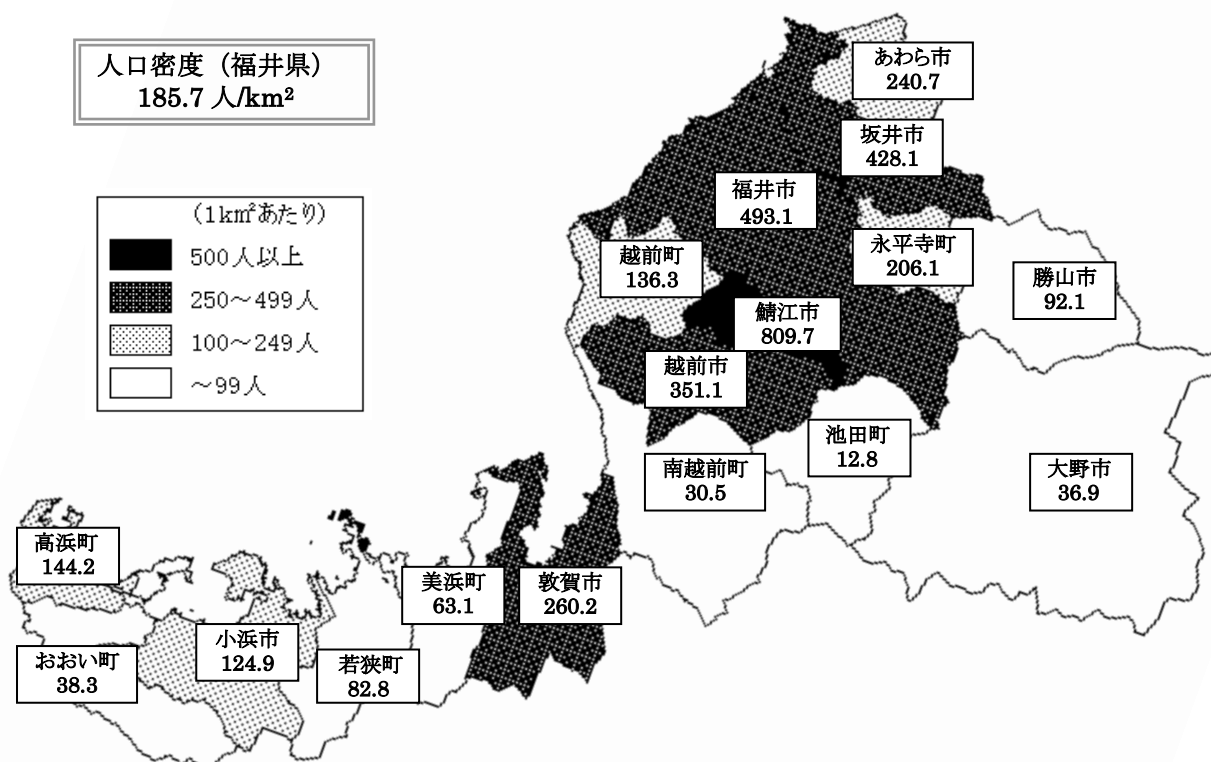 人口密度（福井県）
185.7 人/km²
（1k㎡あたり）
500人以上
250～499人
100～249人
～99人
あわら市
240.7
坂井市
428.1
福井市
493.1
永平寺町
206.1
越前町
136.3
勝山市
92.1
鯖江市
809.7
越前市
351.1
池田町
12.8
南越前町
30.5
大野市
36.9
高浜町
144.2
美浜町
63.1
敦賀市
260.2
小浜市
124.9
おおい町
38.3
若狭町
82.8